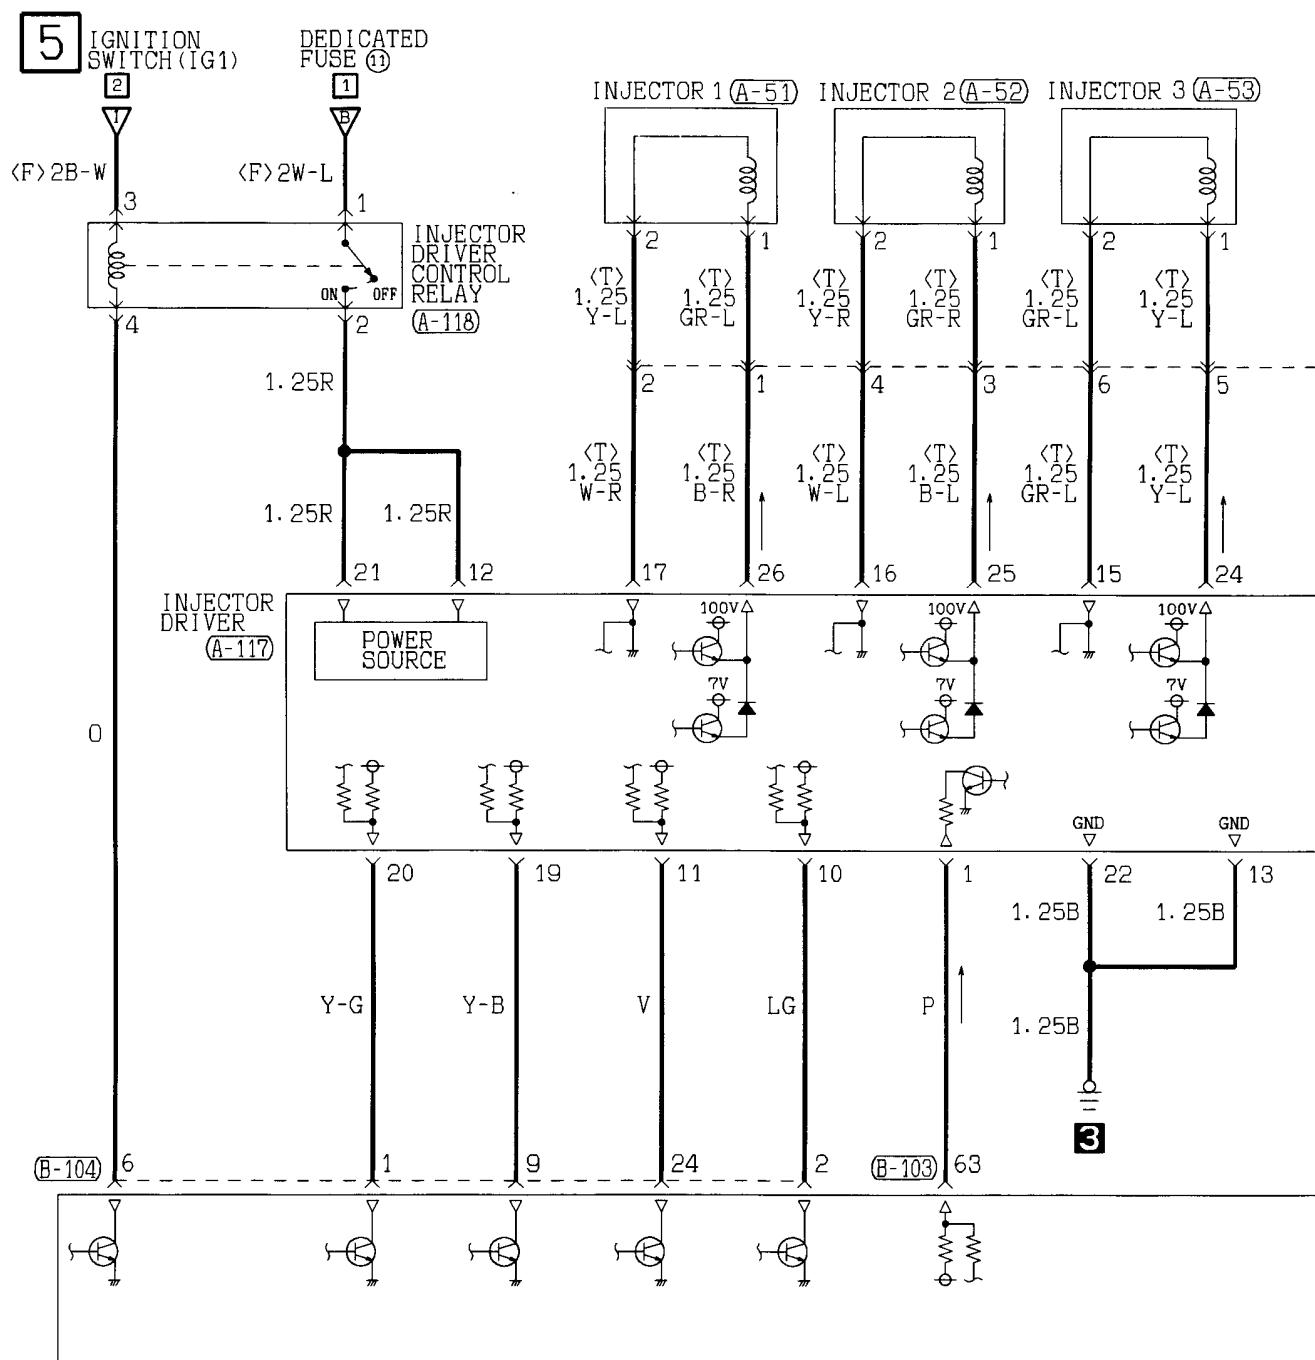 5
IGNITION
SWITCH(IG1)
DEDICATED
FUSE ⑪
2
1
I
B
<F>2B-W
<F>2W-L
3
1
INJECTOR
DRIVER
CONTROL
RELAY
(A-118)
ON
OFF
4
2
INJECTOR 1 (A-51)
INJECTOR 2 (A-52)
INJECTOR 3 (A-53)
2
1
2
1
2
1
<T>
1.25
Y-L
<T>
1.25
GR-L
<T>
1.25
Y-R
<T>
1.25
GR-R
<T>
1.25
GR-L
<T>
1.25
Y-L
2
1
4
3
6
5
1.25R
1.25R
1.25R
<T>
1.25
W-R
<T>
1.25
B-R
<T>
1.25
W-L
<T>
1.25
B-L
<T>
1.25
GR-L
<T>
1.25
Y-L
21
12
17
26
16
25
15
24
INJECTOR
DRIVER
(A-117)
POWER
SOURCE
100V
7V
100V
7V
100V
7V
O
GND
GND
20
19
11
10
1
22
13
1.25B
1.25B
Y-G
Y-B
V
LG
P
1.25B
3
(B-104)
6
1
9
24
2
(B-103)
63